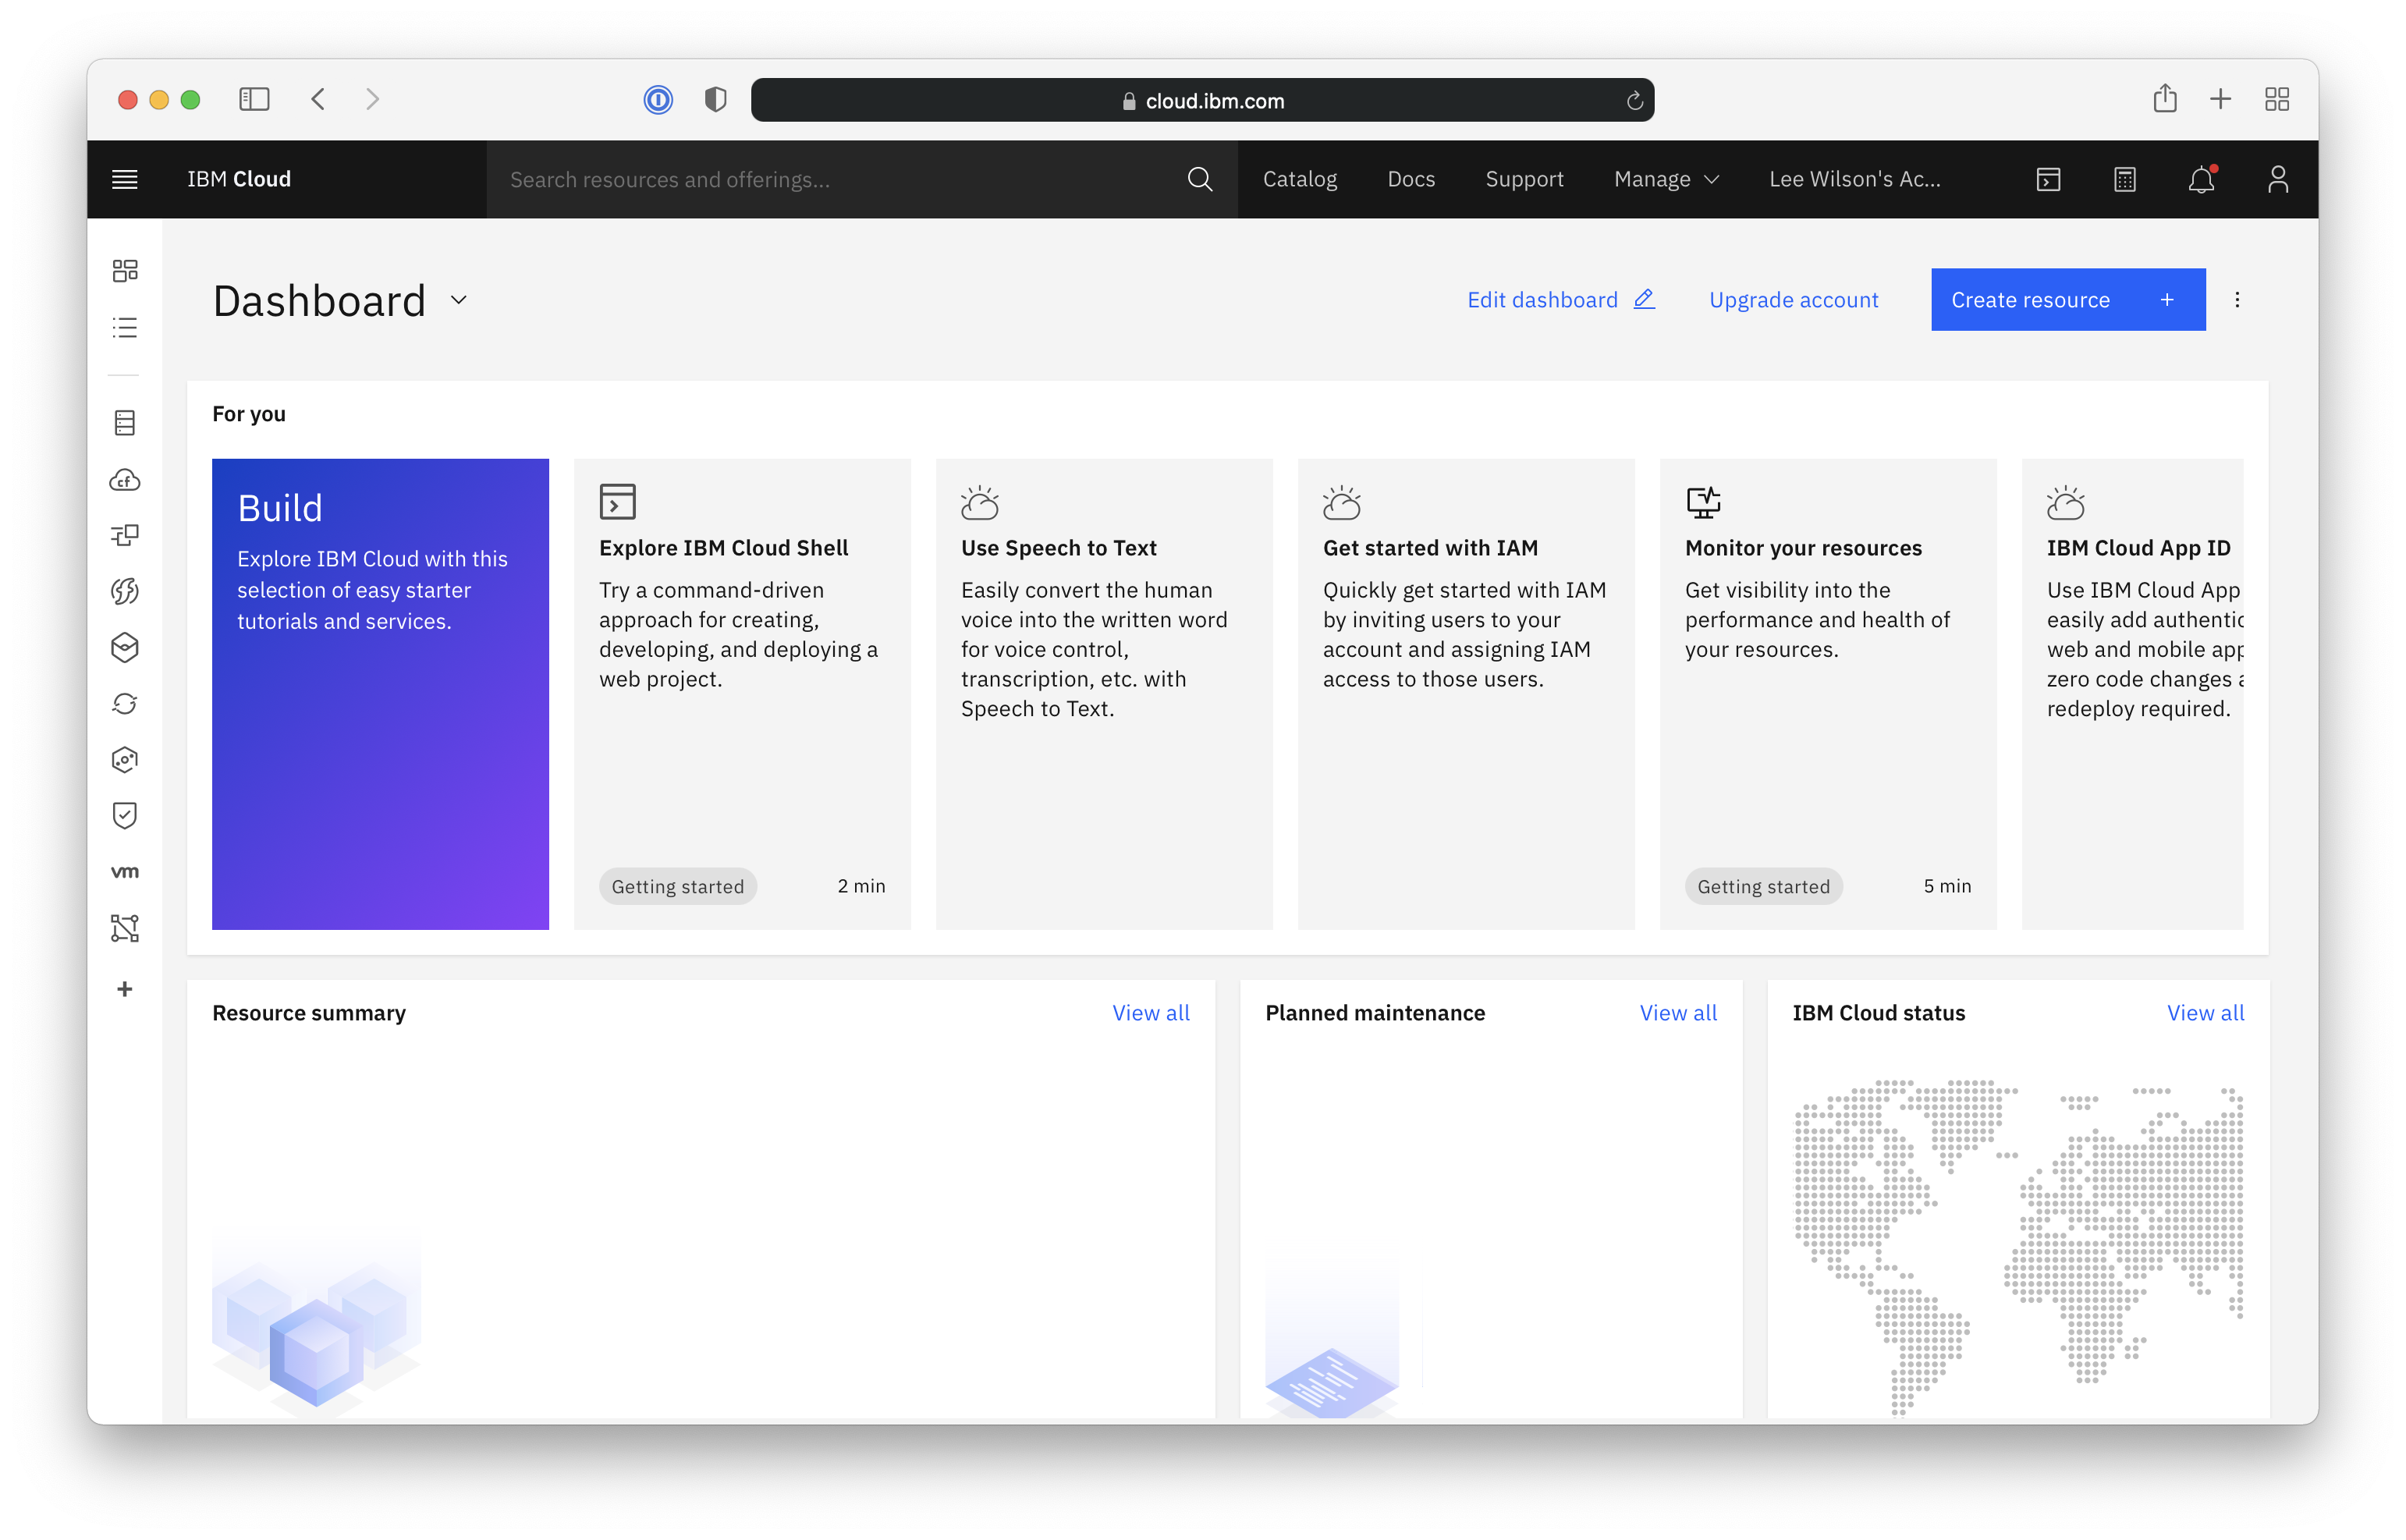 cloud.ibm.com
IBM Cloud
Search resources and offerings...
Catalog
Docs
Support
Manage
Lee Wilson's Ac...
Dashboard
Edit dashboard
Upgrade account
Create resource +
For you
Build
Explore IBM Cloud with this
selection of easy starter
tutorials and services.
Explore IBM Cloud Shell
Try a command-driven
approach for creating,
developing, and deploying a
web project.
Getting started
2 min
Use Speech to Text
Easily convert the human
voice into the written word
for voice control,
transcription, etc. with
Speech to Text.
Get started with IAM
Quickly get started with IAM
by inviting users to your
account and assigning IAM
access to those users.
Monitor your resources
Get visibility into the
performance and health of
your resources.
Getting started
5 min
IBM Cloud App ID
Use IBM Cloud App
easily add authentic
web and mobile app
zero code changes a
redeploy required.
cf
vm
Resource summary
View all
Planned maintenance
View all
IBM Cloud status
View all